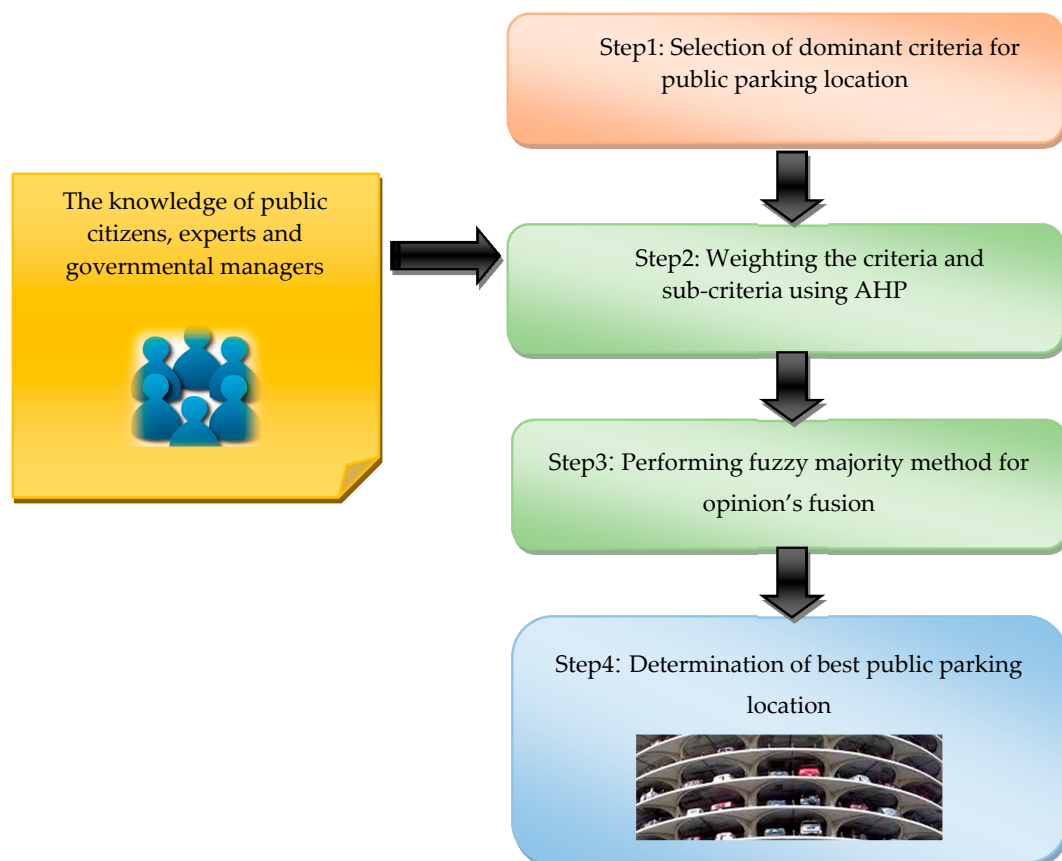 Step1: Selection of dominant criteria for
public parking location
The knowledge of public
citizens, experts and
governmental managers
Step2: Weighting the criteria and
sub-criteria using AHP
Step3: Performing fuzzy majority method for
opinion’s fusion
Step4: Determination of best public parking
location